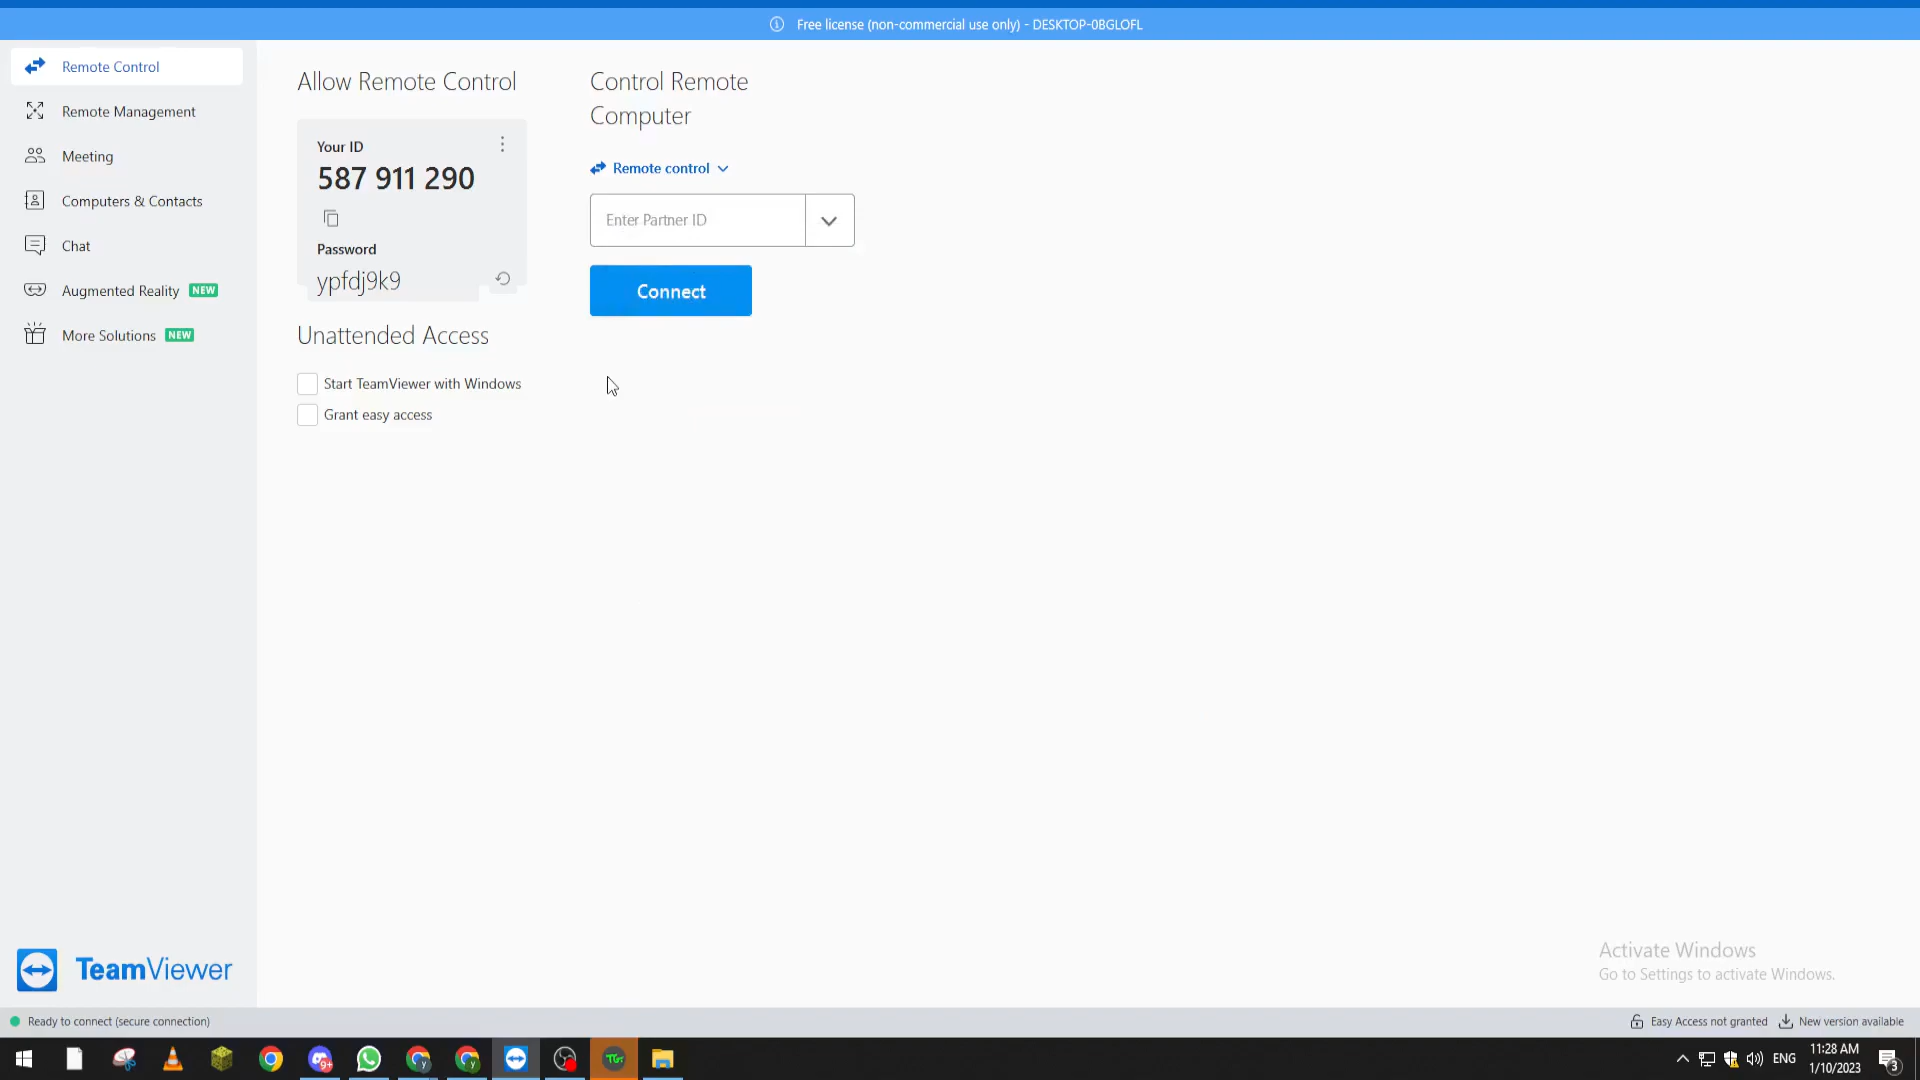 Free license (non-commercial use only) - DESKTOP-0BGLOFL
Remote Control
Remote Management
Meeting
Computers & Contacts
Chat
Augmented Reality NEW
More Solutions NEW
Allow Remote Control
Your ID
587 911 290
Password
ypfdj9k9
Unattended Access
Start TeamViewer with Windows
Grant easy access
Control Remote
Computer
Remote control
Enter Partner ID
Connect
TeamViewer
Activate Windows
Go to Settings to activate Windows.
Ready to connect (secure connection)
Easy Access not granted
New version available
9+
y
y
TGr
ENG
11:28 AM
1/10/2023
3